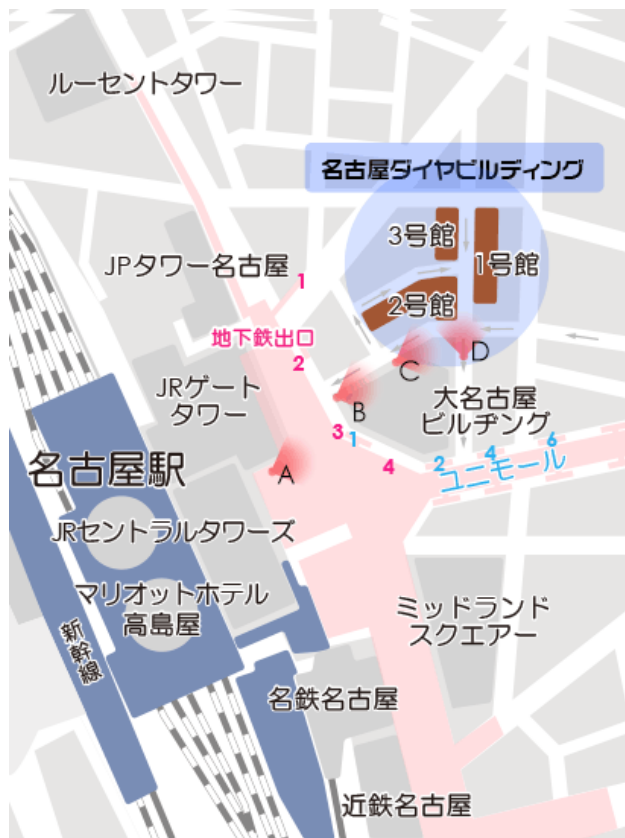 ルーセントタワー
名古屋ダイヤビルディング
3号館
1号館
JPタワー名古屋
1
2号館
地下鉄出口
2
D
C
JRゲート
タワー
大名古屋
ビルヂング
B
3
1
4
2
4
6
ユニモール
名古屋駅
A
JRセントラルタワーズ
マリオットホテル
高島屋
ミッドランド
スクエアー
新幹線
名鉄名古屋
近鉄名古屋